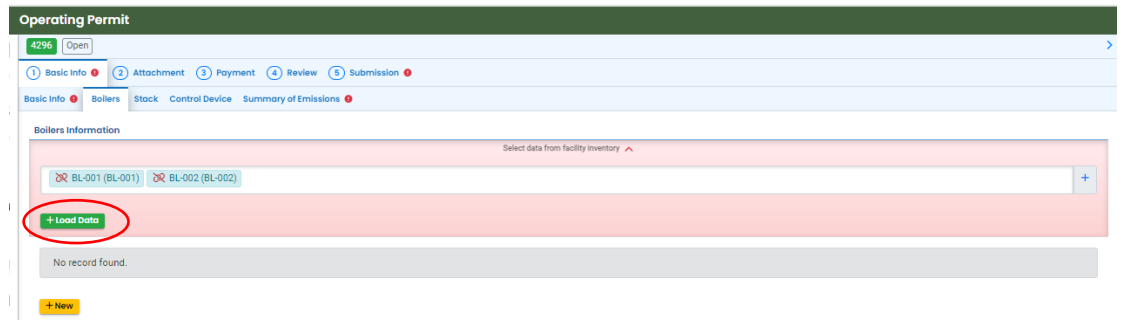 Operating Permit
4296 Open
1 Basic Info 2 Attachment 3 Payment 4 Review 5 Submission
Basic Info Boilers Stack Control Device Summary of Emissions
Boilers Information
Select data from facility inventory
BL-001 (BL-001) BL-002 (BL-002) +
+ Load Data
No record found.
+ New